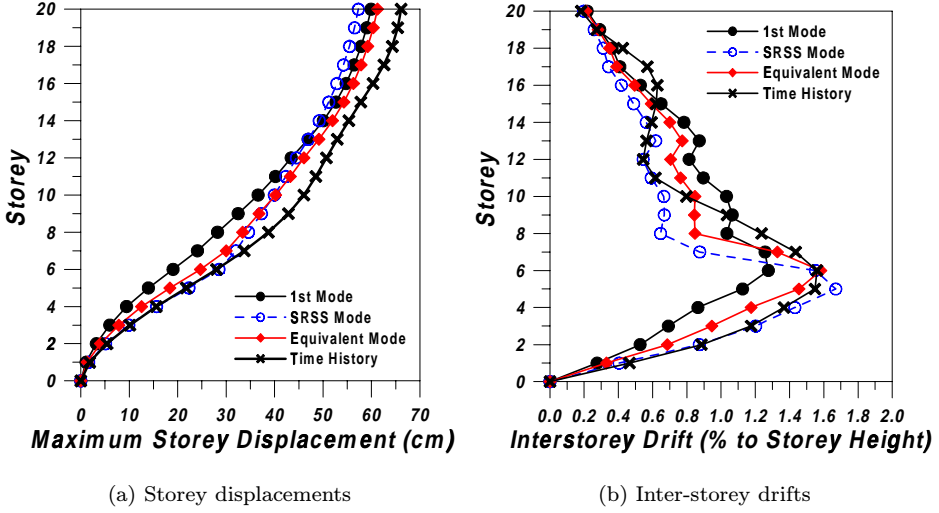 20
18
16
14
12
10
8
6
4
2
0
Storey
1st Mode
SRSS Mode
Equivalent Mode
Time History
0 10 20 30 40 50 60 70
Maximum Storey Displacement (cm)
(a) Storey displacements
20
18
16
14
12
10
8
6
4
2
0
Storey
1st Mode
SRSS Mode
Equivalent Mode
Time History
0.0 0.2 0.4 0.6 0.8 1.0 1.2 1.4 1.6 1.8 2.0
Interstorey Drift (% to Storey Height)
(b) Inter-storey drifts